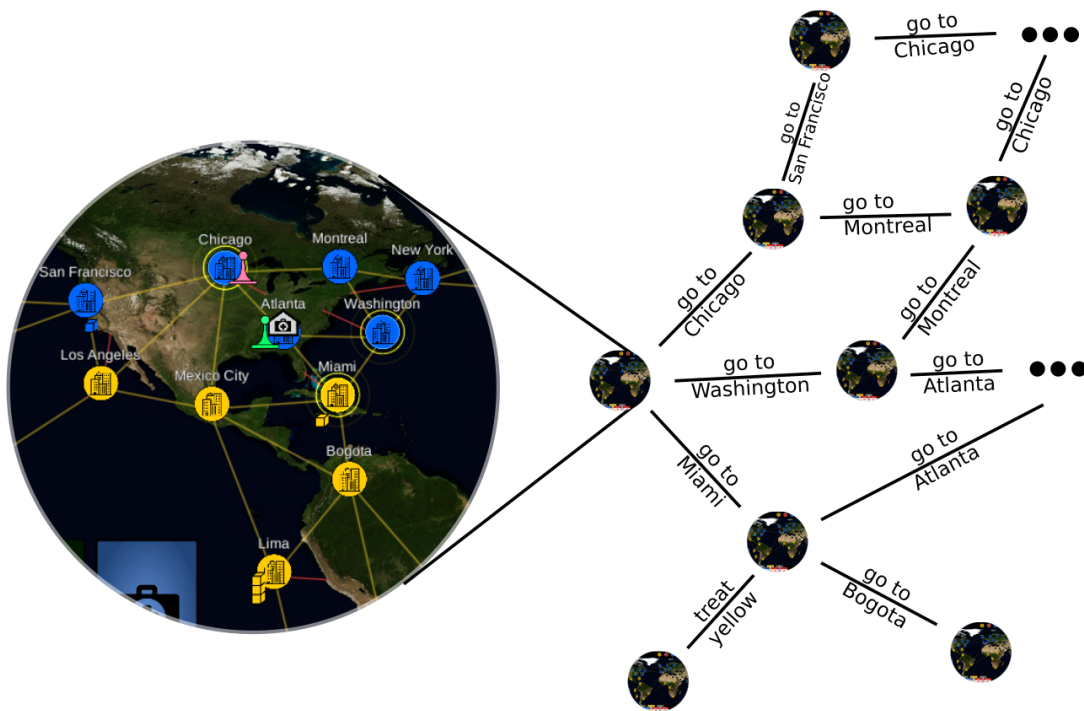 Chicago
Montreal
New York
San Francisco
Atlanta
Washington
Los Angeles
Mexico City
Miami
Bogota
Lima
go to
Chicago
go to
San Francisco
go to
Chicago
go to
Montreal
go to
Chicago
go to
Montreal
go to
Washington
go to
Atlanta
go to
Miami
go to
Atlanta
treat
yellow
go to
Bogota